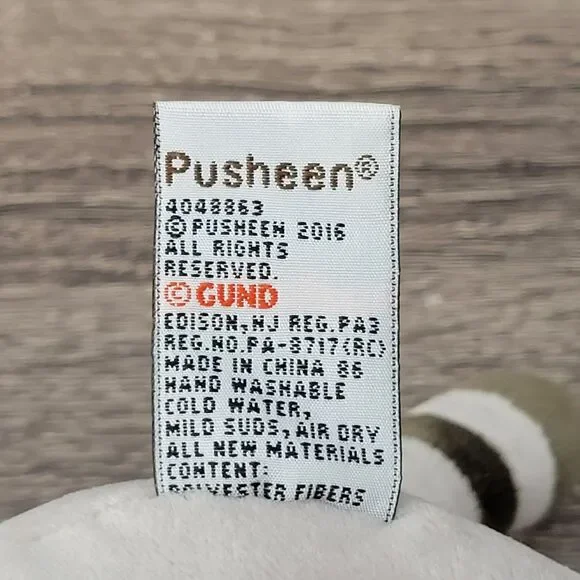 Pusheen®
4048863
© PUSHEEN 2016
ALL RIGHTS
RESERVED.
© GUND
EDISON, NJ REG.PA3
REG.NO.PA-8717(RC)
MADE IN CHINA 86
HAND WASHABLE
COLD WATER,
MILD SUDS, AIR DRY
ALL NEW MATERIALS
CONTENT:
POLYESTER FIBERS